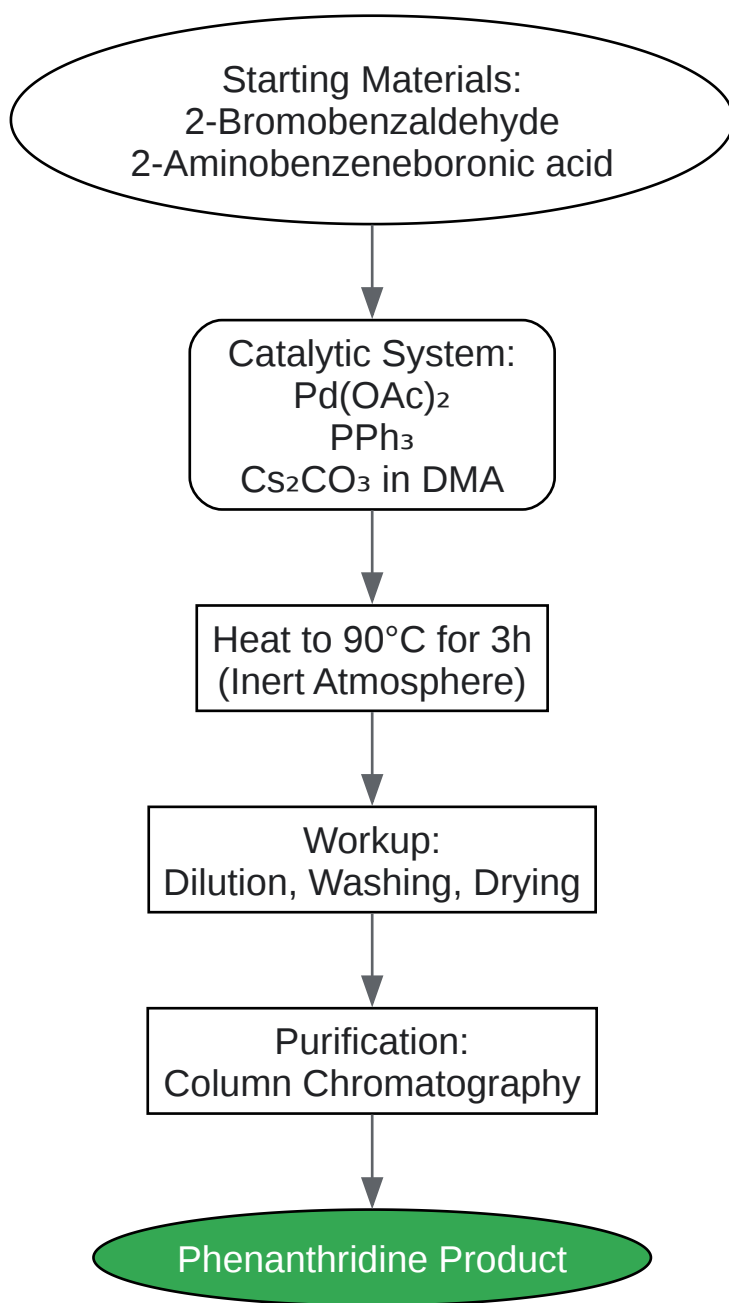 Starting Materials:
2-Bromobenzaldehyde
2-Aminobenzeneboronic acid
Catalytic System:
Pd(OAc)₂
PPh₃
Cs₂CO₃ in DMA
Heat to 90°C for 3h
(Inert Atmosphere)
Workup:
Dilution, Washing, Drying
Purification:
Column Chromatography
Phenanthridine Product